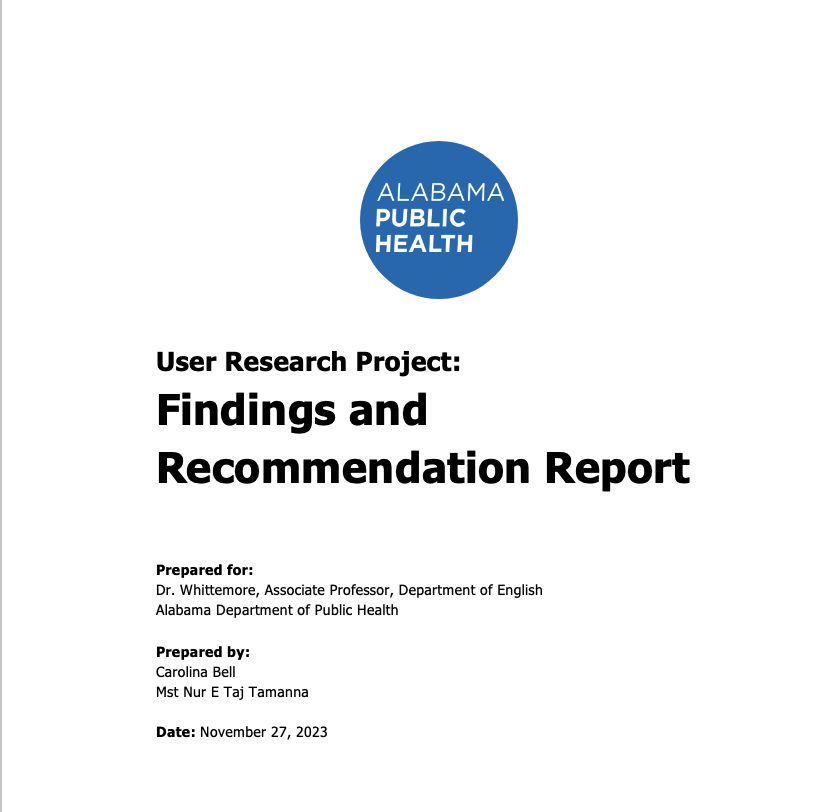 ALABAMA
PUBLIC
HEALTH
User Research Project:
Findings and
Recommendation Report
Prepared for:
Dr. Whittemore, Associate Professor, Department of English
Alabama Department of Public Health
Prepared by:
Carolina Bell
Mst Nur E Taj Tamanna
Date: November 27, 2023